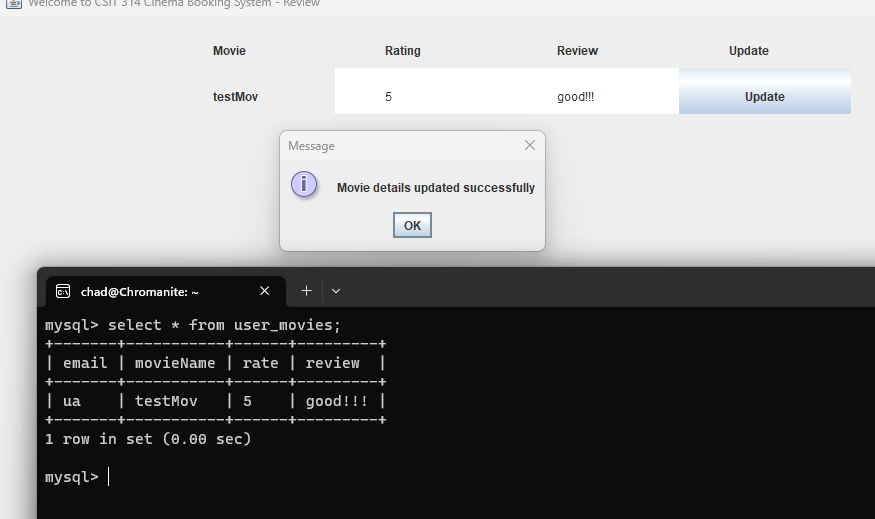 Welcome to CSIT 314 Cinema Booking System - Review
Movie Rating Review Update
testMov 5 good!!! Update
Message
i
Movie details updated successfully
OK
C:\ chad@Chromanite: ~
mysql> select * from user_movies;
+-------+-----------+------+---------+
| email | movieName | rate | review  |
+-------+-----------+------+---------+
| ua    | testMov   | 5    | good!!! |
+-------+-----------+------+---------+
1 row in set (0.00 sec)
mysql>